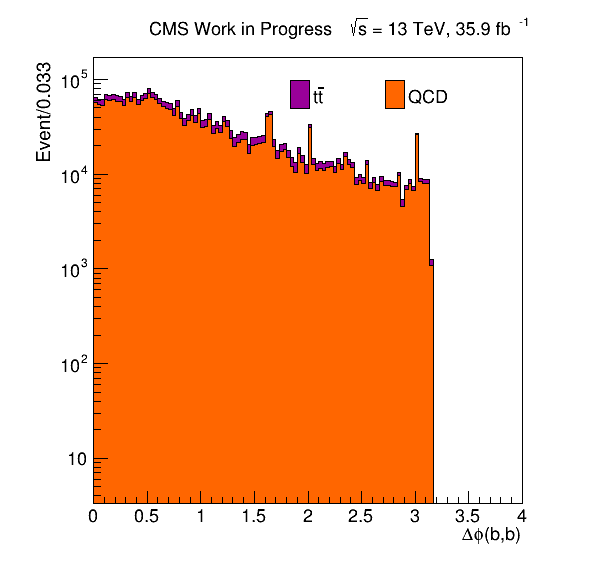 CMS Work in Progress √s = 13 TeV, 35.9 fb⁻¹
Event/0.033
tt̄ QCD
10⁵
10⁴
10³
10²
10
0 0.5 1 1.5 2 2.5 3 3.5 4
Δϕ(b,b)